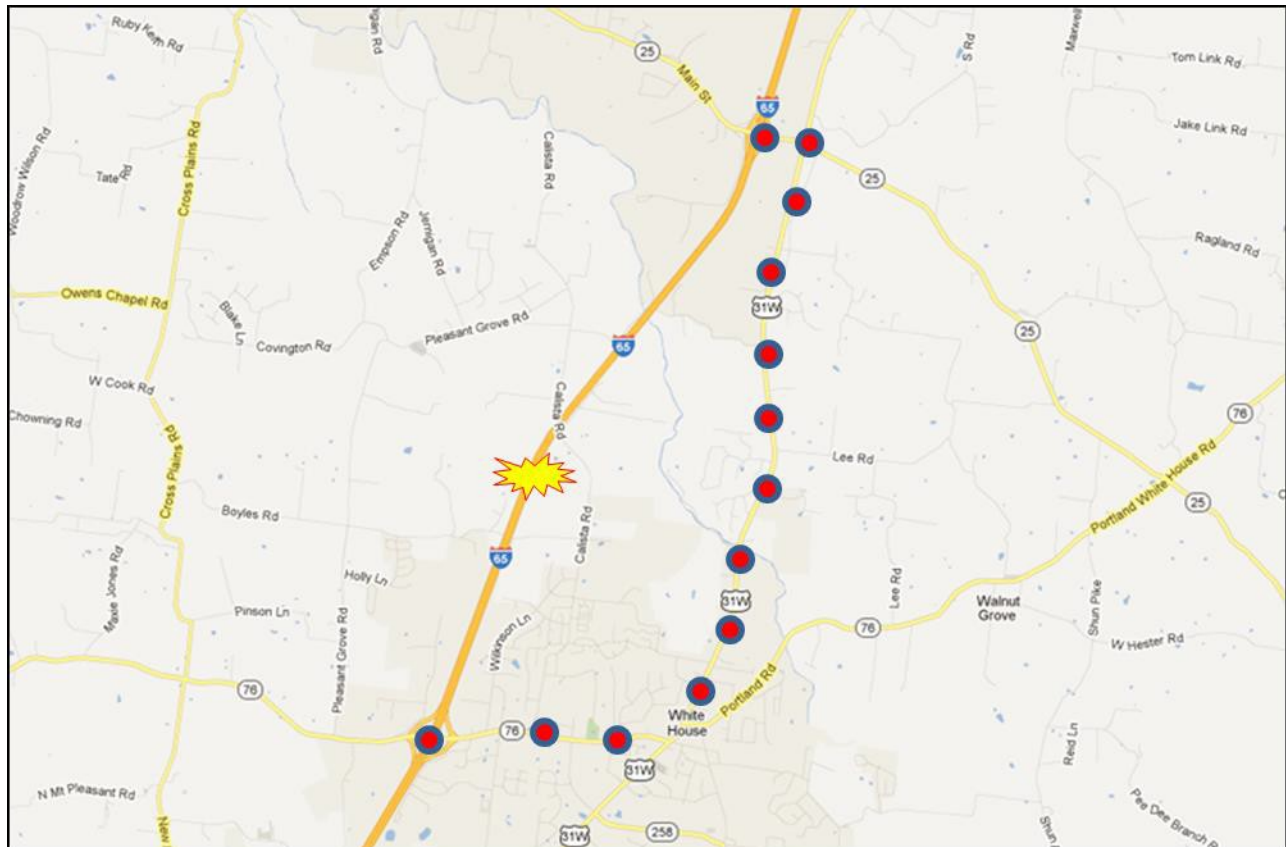 Ruby Kern Rd
Woodrow Wilson Rd
Tate Rd
Cross Plains Rd
Owens Chapel Rd
Blake Ln
Covington Rd
Empson Rd
Jernigan Rd
Pleasant Grove Rd
Calista Rd
25
Main St
65
S Rd
Tom Link Rd
Jake Link Rd
25
Ragland Rd
31W
65
25
W Cook Rd
Chowning Rd
Cross Plains Rd
Calista Rd
Lee Rd
76
Portland White House Rd
25
Boyles Rd
Calista Rd
65
Holly Ln
Maxie Jones Rd
Pinson Ln
Pleasant Grove Rd
Wilkinson Ln
31W
Lee Rd
Walnut
Grove
Shun Pike
W Hester Rd
76
Portland Rd
76
White
House
76
31W
Reid Ln
N Mt Pleasant Rd
New
31W
258
Shun
Pee Dee Branch R